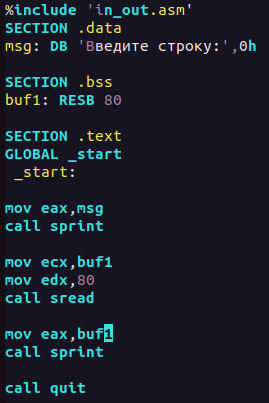 %include 'in_out.asm'
SECTION .data
msg: DB 'Введите строку:',0h
SECTION .bss
buf1: RESB 80
SECTION .text
GLOBAL _start
_start:
mov eax,msg
call sprint
mov ecx,buf1
mov edx,80
call sread
mov eax,buf1
call sprint
call quit